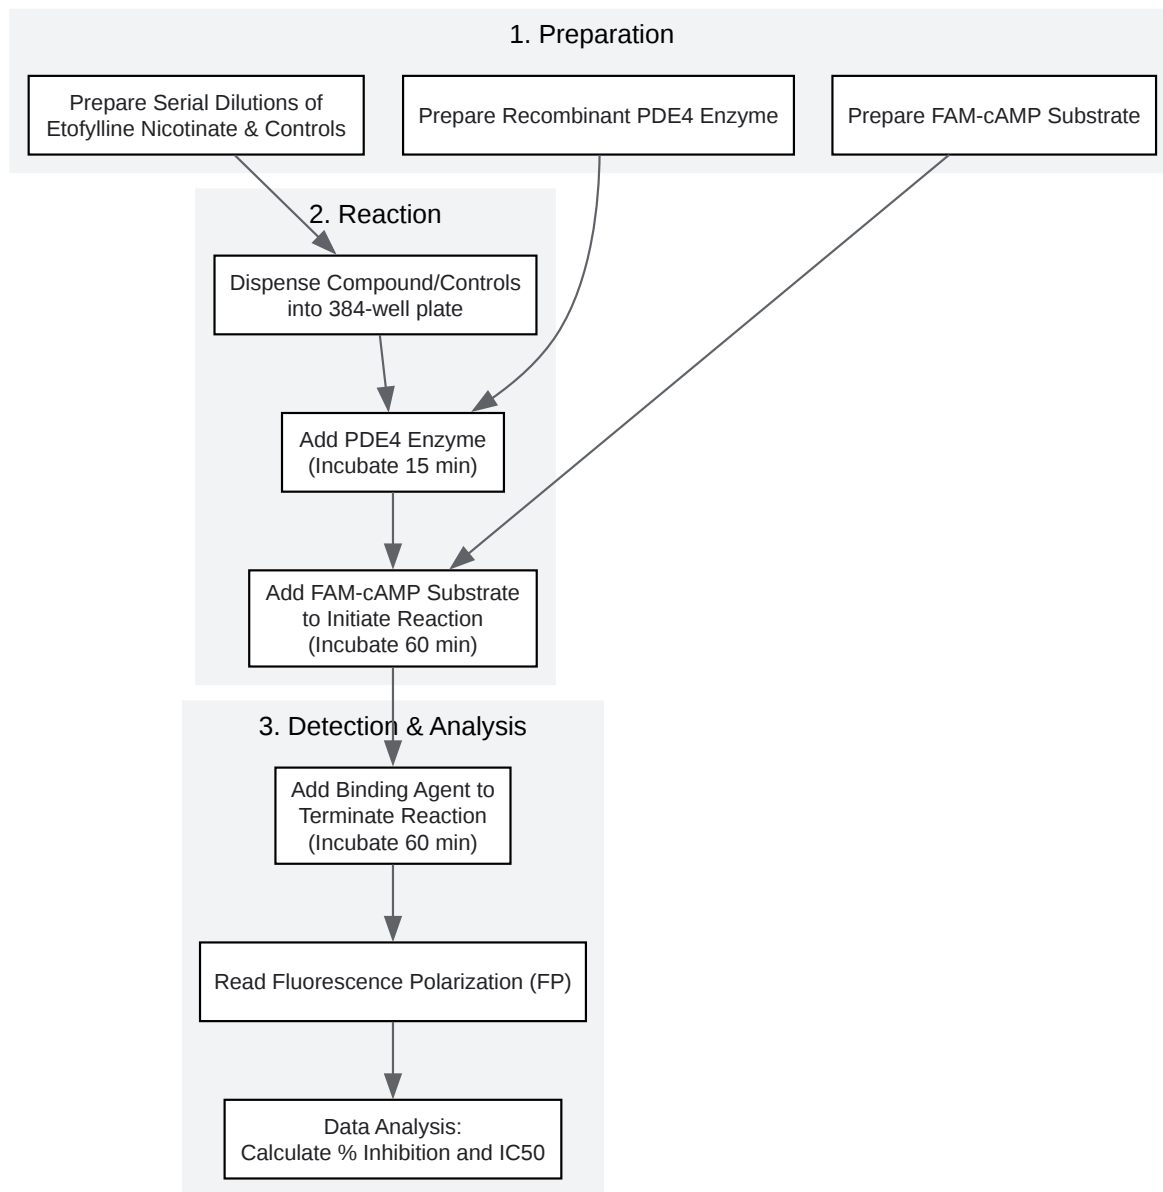 1. Preparation
Prepare Serial Dilutions of
Etofylline Nicotinate & Controls
Prepare Recombinant PDE4 Enzyme
Prepare FAM-cAMP Substrate
2. Reaction
Dispense Compound/Controls
into 384-well plate
Add PDE4 Enzyme
(Incubate 15 min)
Add FAM-cAMP Substrate
to Initiate Reaction
(Incubate 60 min)
3. Detection & Analysis
Add Binding Agent to
Terminate Reaction
(Incubate 60 min)
Read Fluorescence Polarization (FP)
Data Analysis:
Calculate % Inhibition and IC50